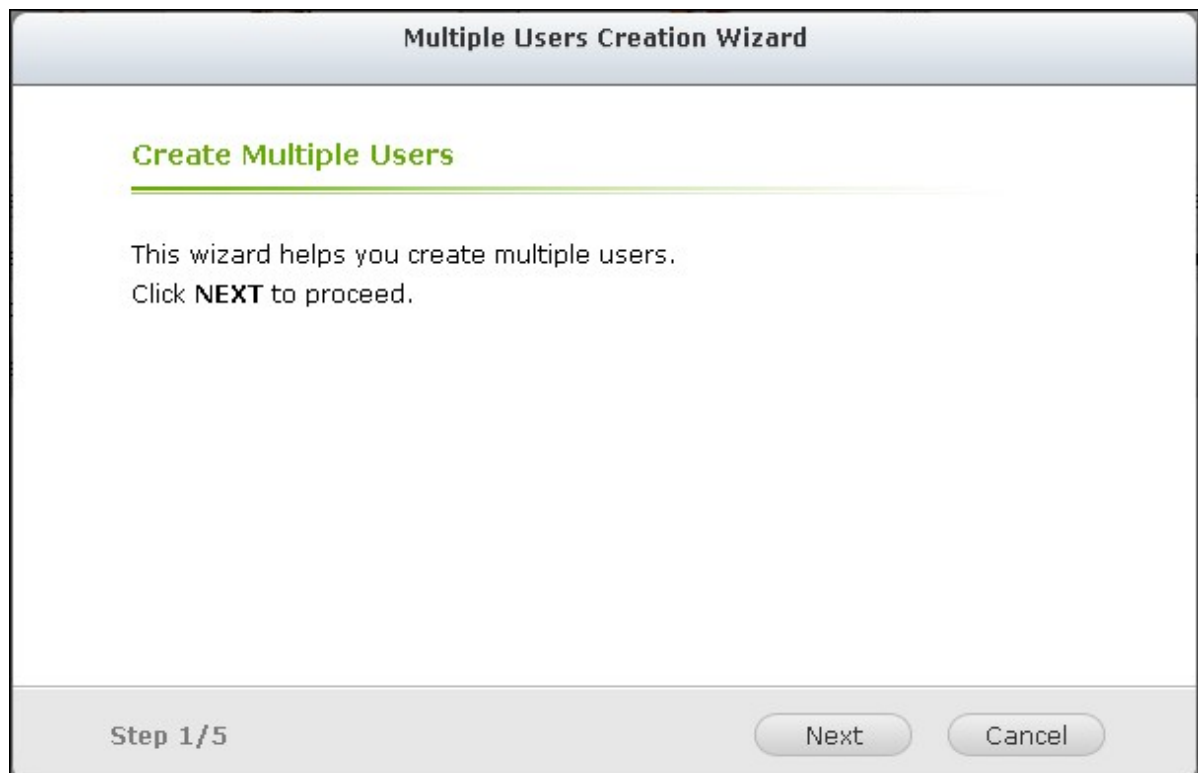 Multiple Users Creation Wizard
Create Multiple Users
This wizard helps you create multiple users.
Click NEXT to proceed.
Step 1/5
Next
Cancel